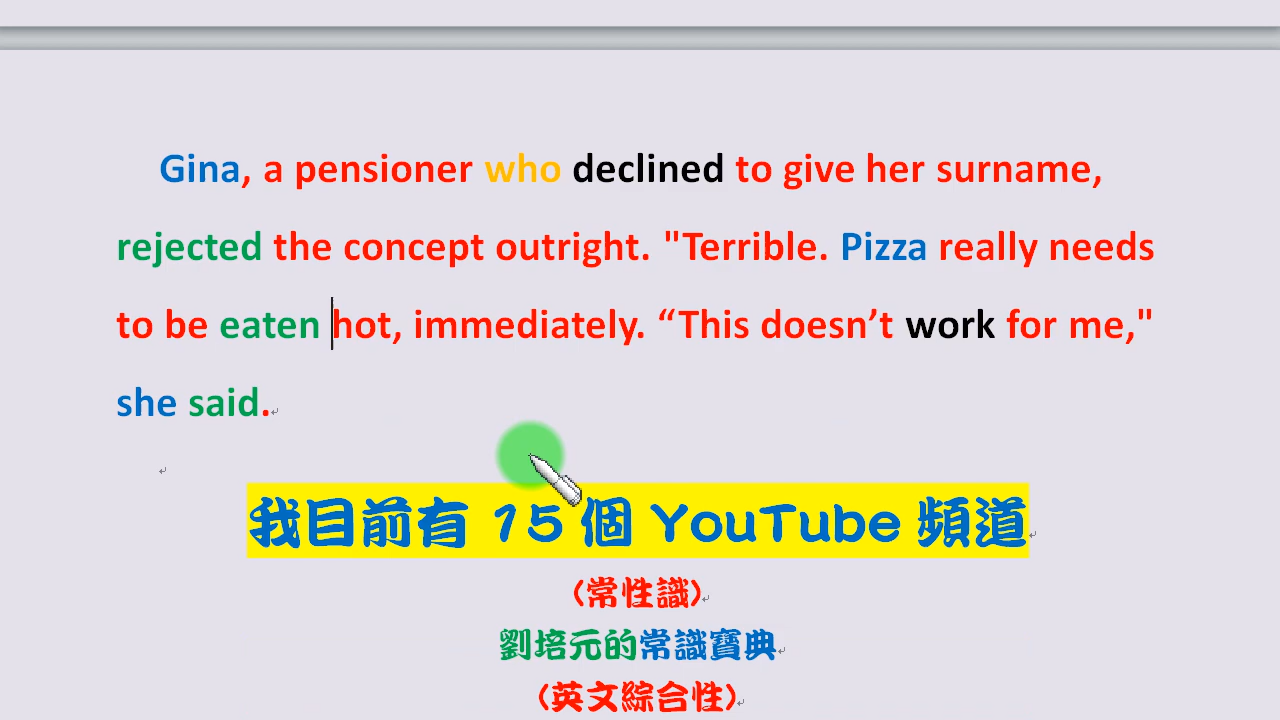 Gina, a pensioner who declined to give her surname,
rejected the concept outright. "Terrible. Pizza really needs
to be eaten hot, immediately. “This doesn’t work for me,"
she said.
我目前有 15 個 YouTube 頻道
(常性識)
劉培元的常識寶典
(英文綜合性)